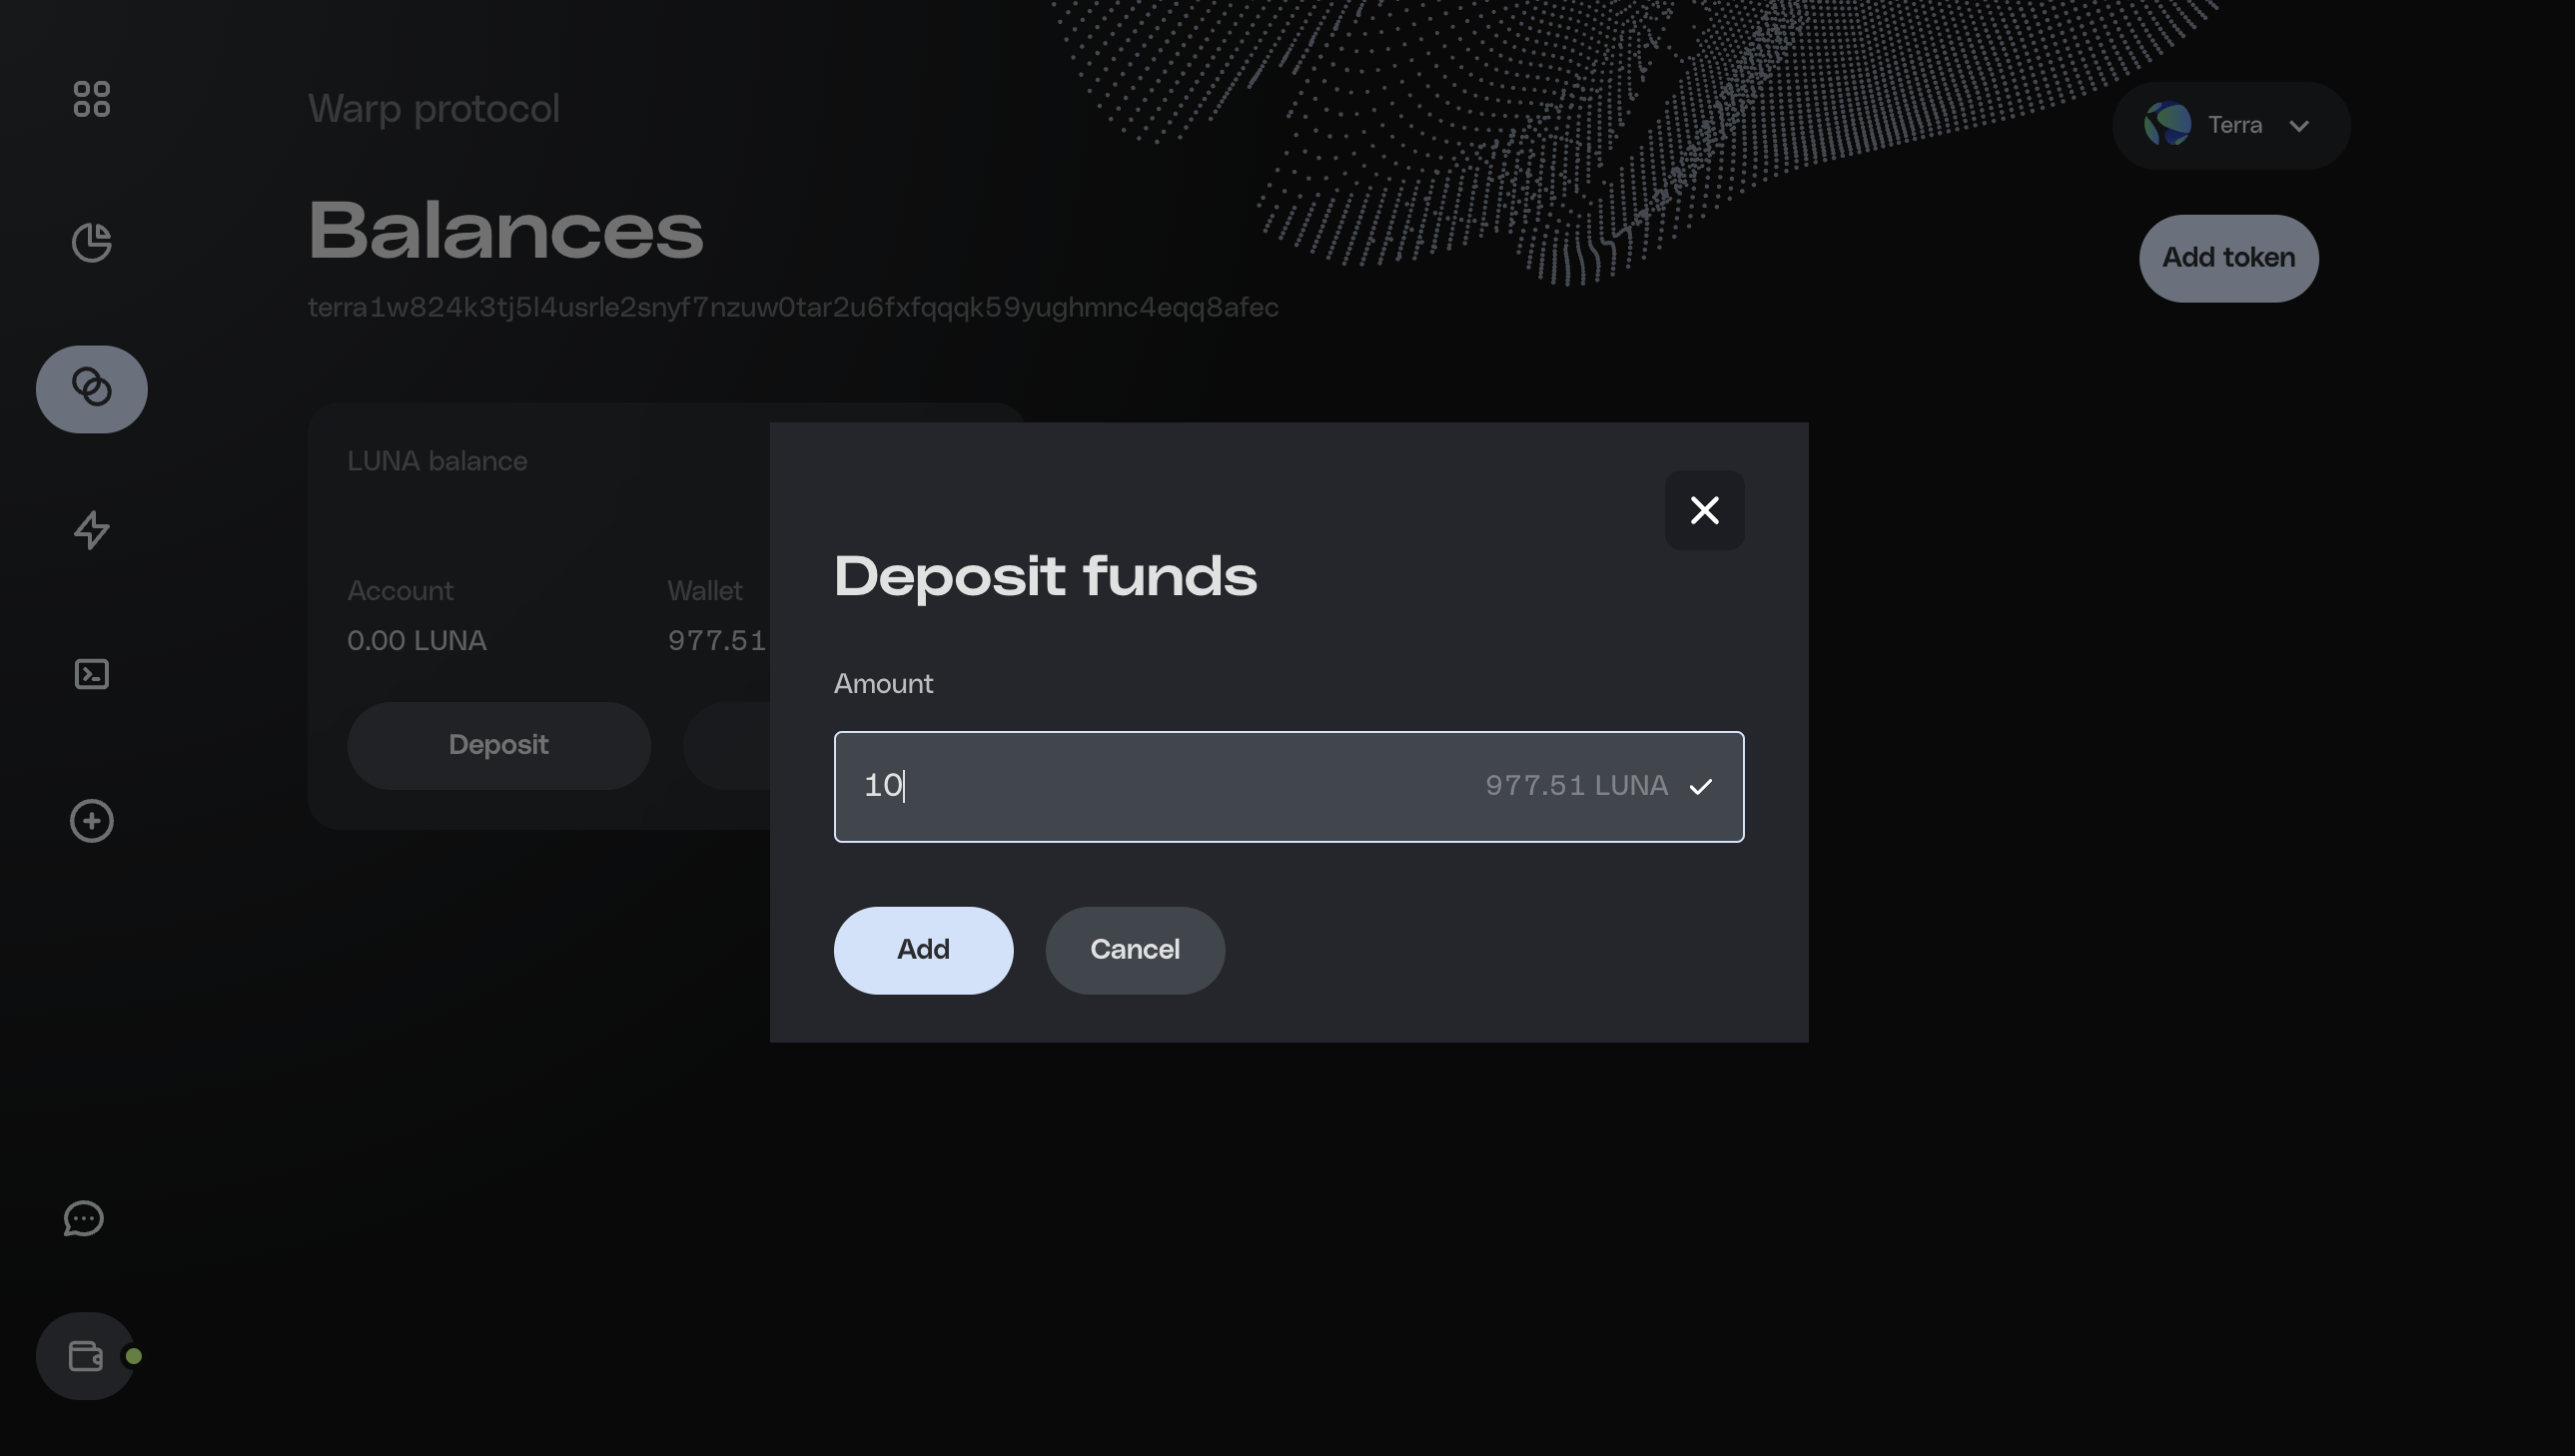 Warp protocol
Terra
Balances
Add token
terra1w824k3tj5l4usrle2snyf7nzuw0tar2u6fxfqqqk59yughmnc4eqq8afec
LUNA balance
Account
Wallet
0.00 LUNA
977.51
Deposit
Deposit funds
Amount
10
977.51 LUNA
Add
Cancel